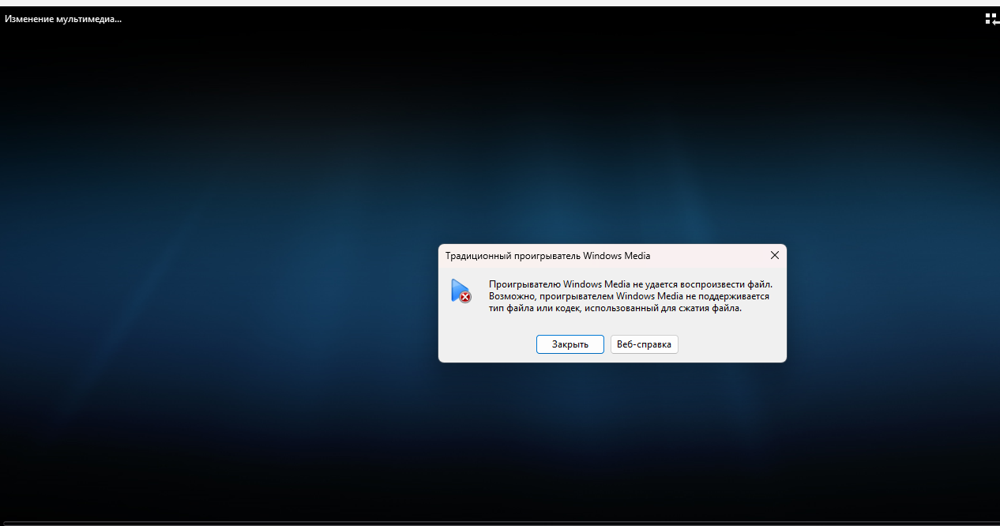 Изменение мультимедиа...
Традиционный проигрыватель Windows Media
Проигрывателю Windows Media не удается воспроизвести файл.
Возможно, проигрывателем Windows Media не поддерживается
тип файла или кодек, использованный для сжатия файла.
Закрыть
Веб-справка